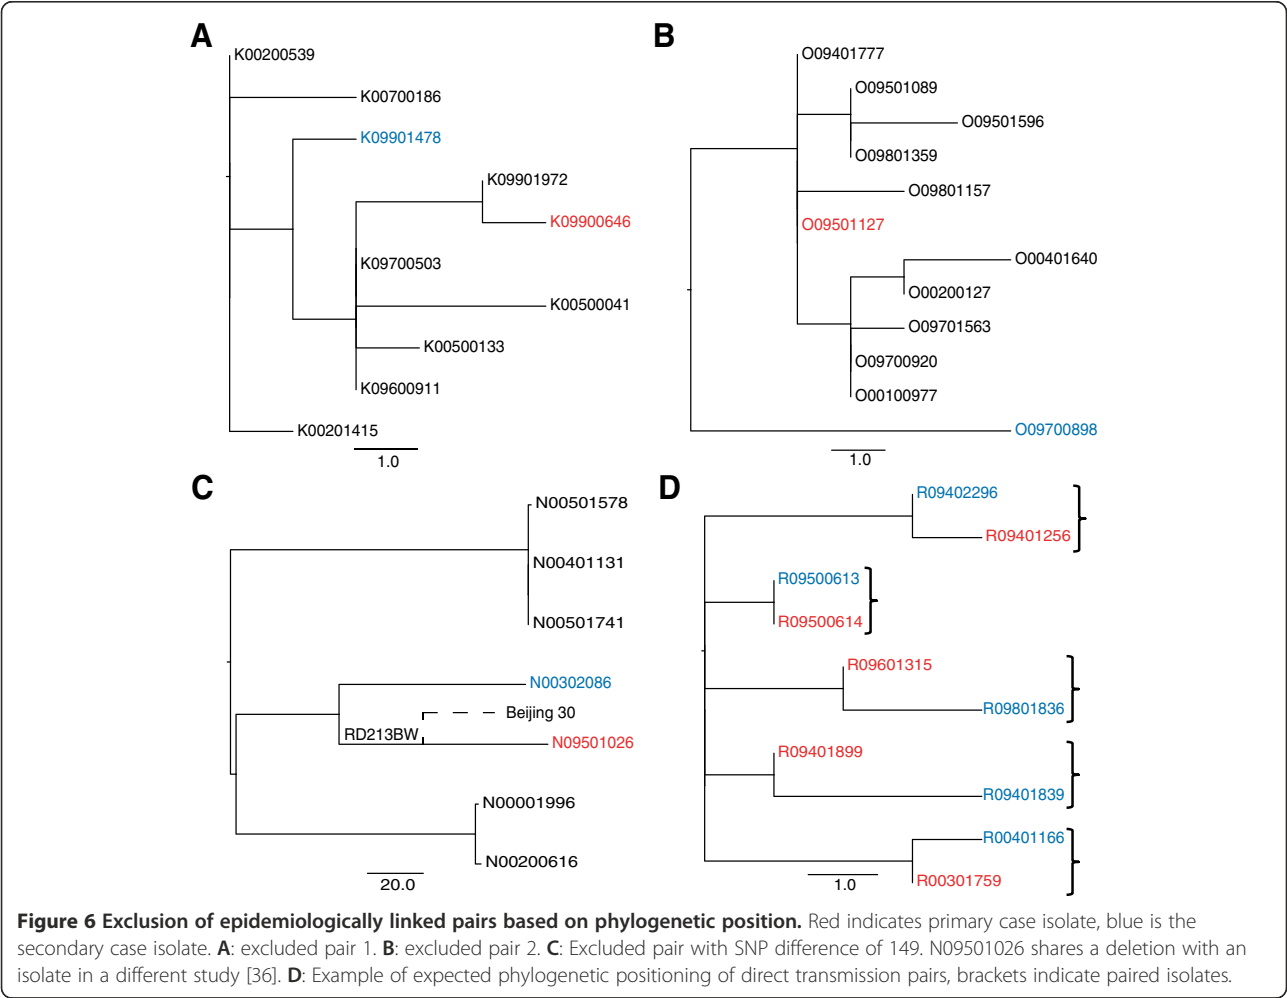 A
K00200539
K00700186
K09901478
K09901972
K09900646
K09700503
K00500041
K00500133
K09600911
K00201415
1.0
B
O09401777
O09501089
O09501596
O09801359
O09801157
O09501127
O00401640
O00200127
O09701563
O09700920
O00100977
O09700898
1.0
C
N00501578
N00401131
N00501741
N00302086
Beijing 30
RD213BW
N09501026
N00001996
N00200616
20.0
D
R09402296
R09401256
R09500613
R09500614
R09601315
R09801836
R09401899
R09401839
R00401166
R00301759
1.0
Figure 6 Exclusion of epidemiologically linked pairs based on phylogenetic position. Red indicates primary case isolate, blue is the
secondary case isolate. A: excluded pair 1. B: excluded pair 2. C: Excluded pair with SNP difference of 149. N09501026 shares a deletion with an
isolate in a different study [36]. D: Example of expected phylogenetic positioning of direct transmission pairs, brackets indicate paired isolates.